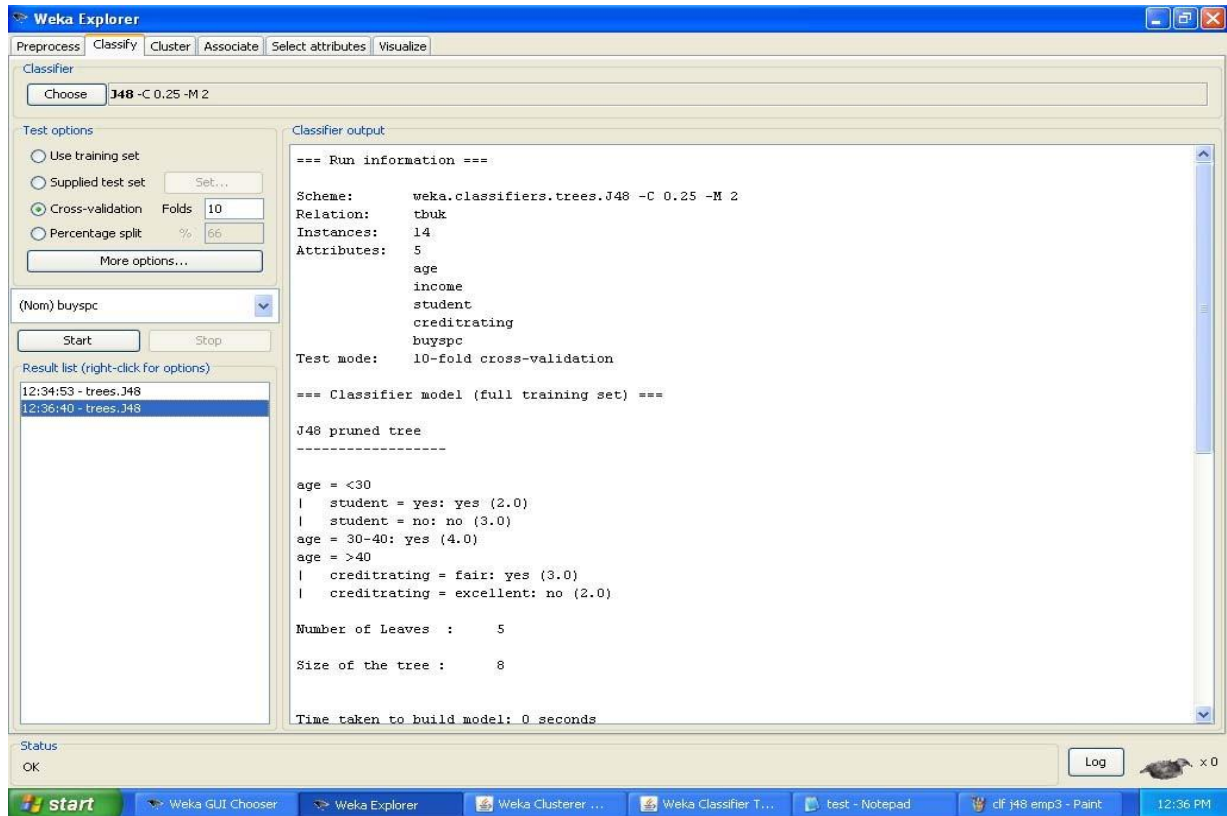 Weka Explorer
Preprocess Classify Cluster Associate Select attributes Visualize
Classifier
Choose J48 -C 0.25 -M 2
Test options
Use training set
Supplied test set Set...
Cross-validation Folds 10
Percentage split % 66
More options...
(Nom) buyspc
Start Stop
Result list (right-click for options)
12:34:53 - trees.J48
12:36:40 - trees.J48
Classifier output
=== Run information ===
Scheme: weka.classifiers.trees.J48 -C 0.25 -M 2
Relation: tbuk
Instances: 14
Attributes: 5
age
income
student
creditrating
buyspc
Test mode: 10-fold cross-validation
=== Classifier model (full training set) ===
J48 pruned tree
------------------
age = <30
| student = yes: yes (2.0)
| student = no: no (3.0)
age = 30-40: yes (4.0)
age = >40
| creditrating = fair: yes (3.0)
| creditrating = excellent: no (2.0)
Number of Leaves : 5
Size of the tree : 8
Time taken to build model: 0 seconds
Status
OK
Log x 0
start Weka GUI Chooser Weka Explorer Weka Clusterer ... Weka Classifier T... test - Notepad clf j48 emp3 - Paint 12:36 PM